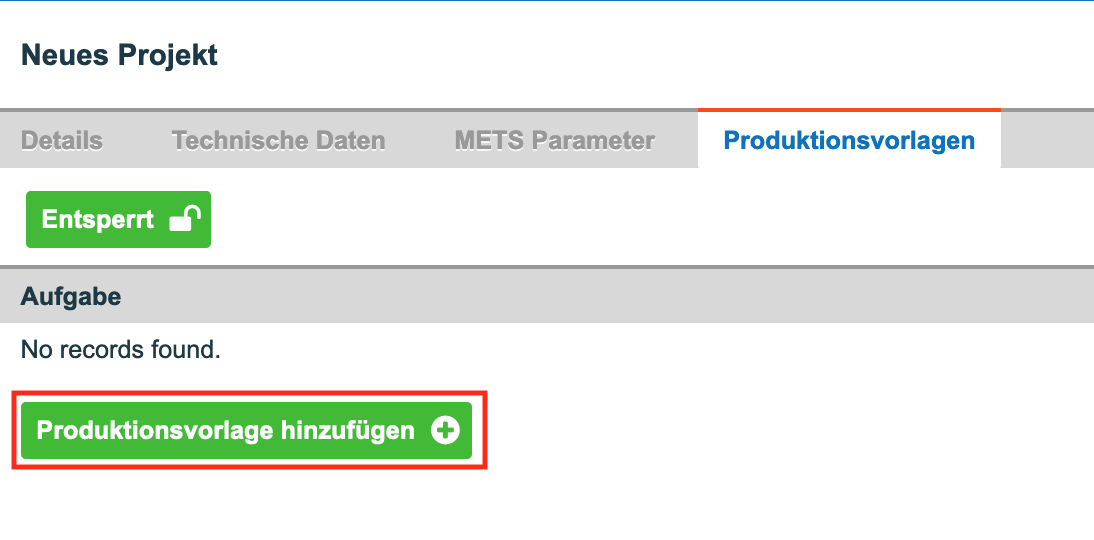 Neues Projekt
Details Technische Daten METS Parameter Produktionsvorlagen
Entsperrt
Aufgabe
No records found.
Produktionsvorlage hinzufügen